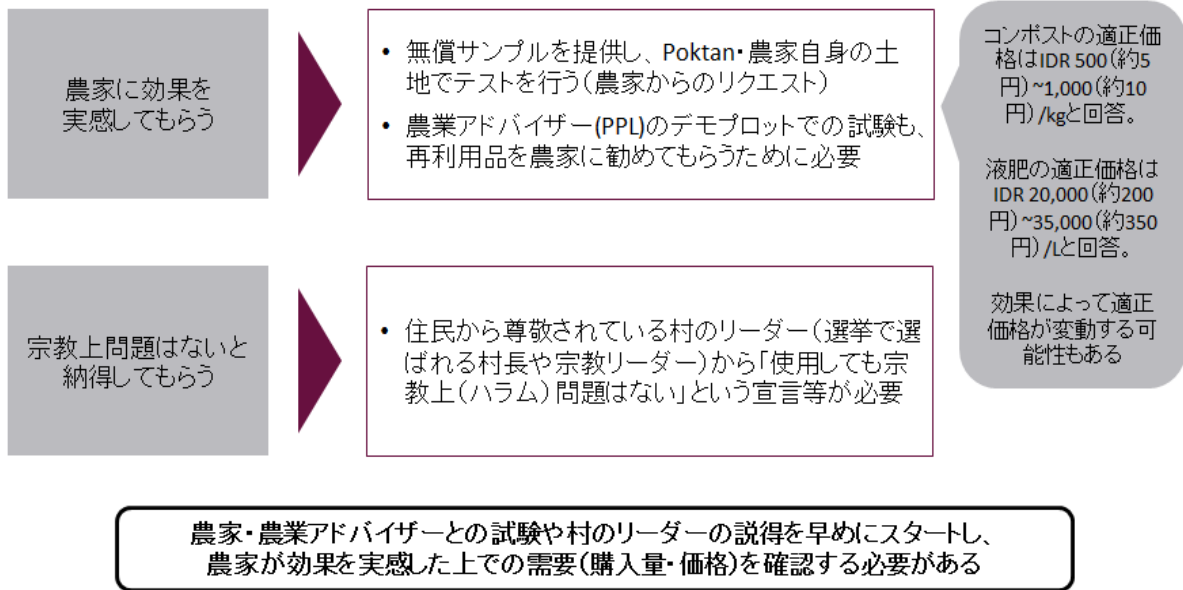 農家に効果を
実感してもらう
• 無償サンプルを提供し、Poktan・農家自身の土
地でテストを行う（農家からのリクエスト）
• 農業アドバイザー(PPL)のデモプロットでの試験も、
再利用品を農家に勧めてもらうために必要
コンポストの適正価
格はIDR 500（約5
円）~1,000（約10
円）/kgと回答。
液肥の適正価格は
IDR 20,000（約200
円）~35,000（約350
円）/Lと回答。
効果によって適正
価格が変動する可
能性もある
宗教上問題はないと
納得してもらう
• 住民から尊敬されている村のリーダー（選挙で選
ばれる村長や宗教リーダー）から「使用しても宗
教上（ハラム）問題はない」という宣言等が必要
農家・農業アドバイザーとの試験や村のリーダーの説得を早めにスタートし、
農家が効果を実感した上での需要（購入量・価格）を確認する必要がある